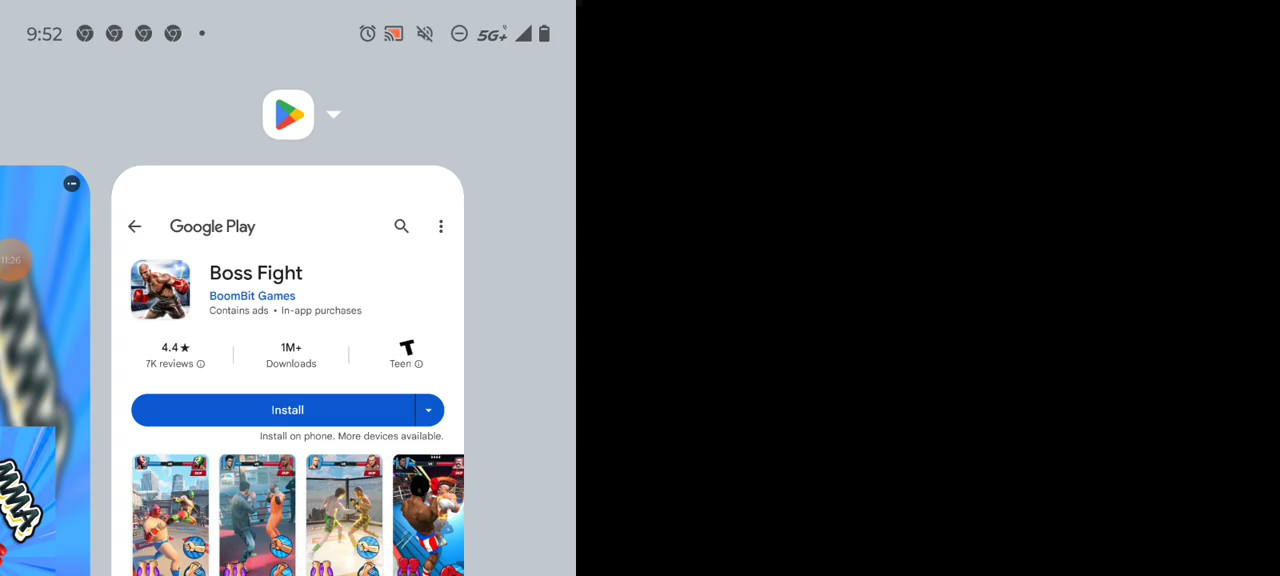 9:52 5G+
11:26
Google Play
Boss Fight
BoomBit Games
Contains ads • In-app purchases
4.4★ 1M+ T
7K reviews Downloads Teen
Install
Install on phone. More devices available.